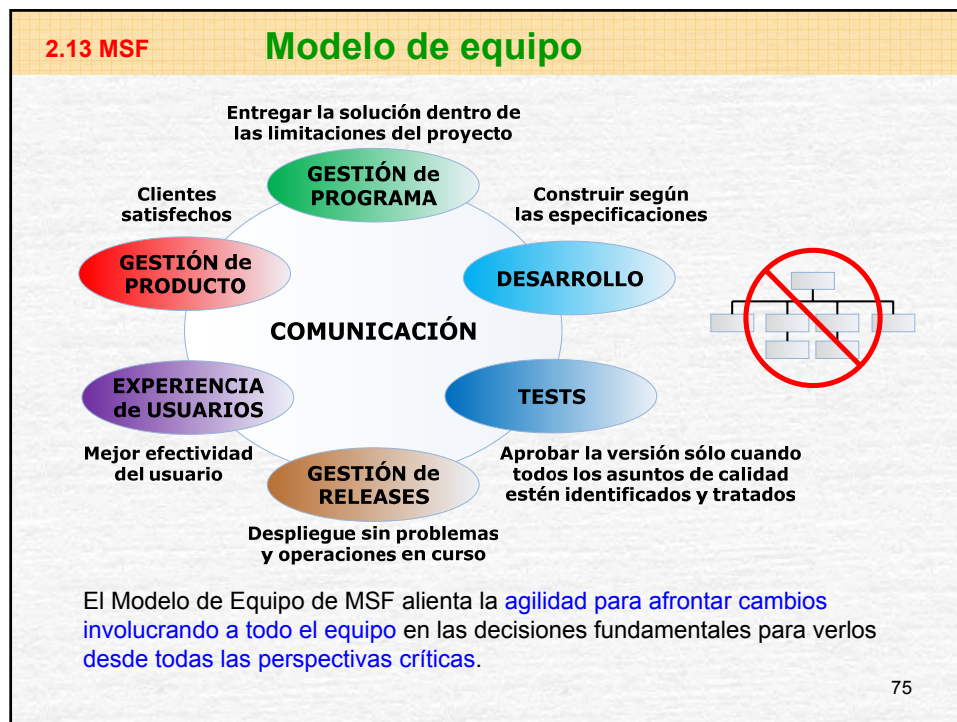 2.13 MSF
Modelo de equipo
Entregar la solución dentro de
las limitaciones del proyecto
GESTIÓN de
PROGRAMA
Clientes
satisfechos
Construir según
las especificaciones
GESTIÓN de
PRODUCTO
DESARROLLO
COMUNICACIÓN
EXPERIENCIA
de USUARIOS
TESTS
Mejor efectividad
del usuario
Aprobar la versión sólo cuando
todos los asuntos de calidad
estén identificados y tratados
GESTIÓN de
RELEASES
Despliegue sin problemas
y operaciones en curso
El Modelo de Equipo de MSF alienta la agilidad para afrontar cambios
involucrando a todo el equipo en las decisiones fundamentales para verlos
desde todas las perspectivas críticas.
75